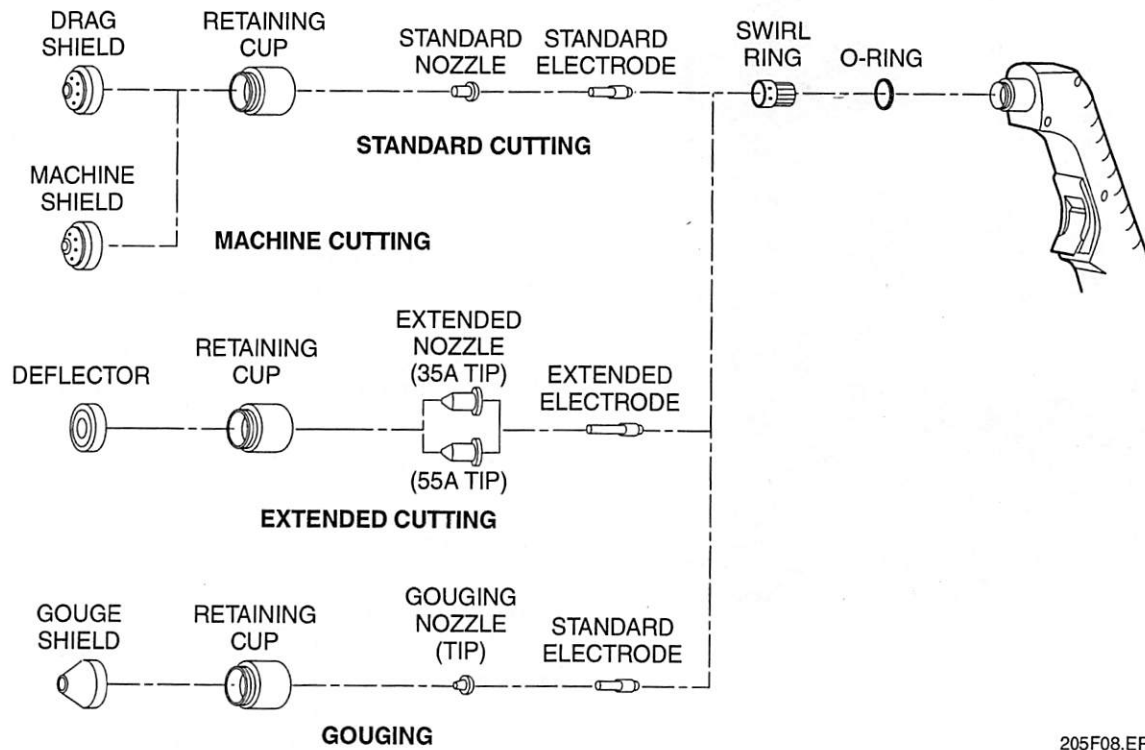 DRAG
SHIELD
RETAINING
CUP
STANDARD
NOZZLE
STANDARD
ELECTRODE
SWIRL
RING
O-RING
STANDARD CUTTING
MACHINE
SHIELD
MACHINE CUTTING
DEFLECTOR
RETAINING
CUP
EXTENDED
NOZZLE
(35A TIP)
(55A TIP)
EXTENDED
ELECTRODE
EXTENDED CUTTING
GOUGE
SHIELD
RETAINING
CUP
GOUGING
NOZZLE
(TIP)
STANDARD
ELECTRODE
GOUGING